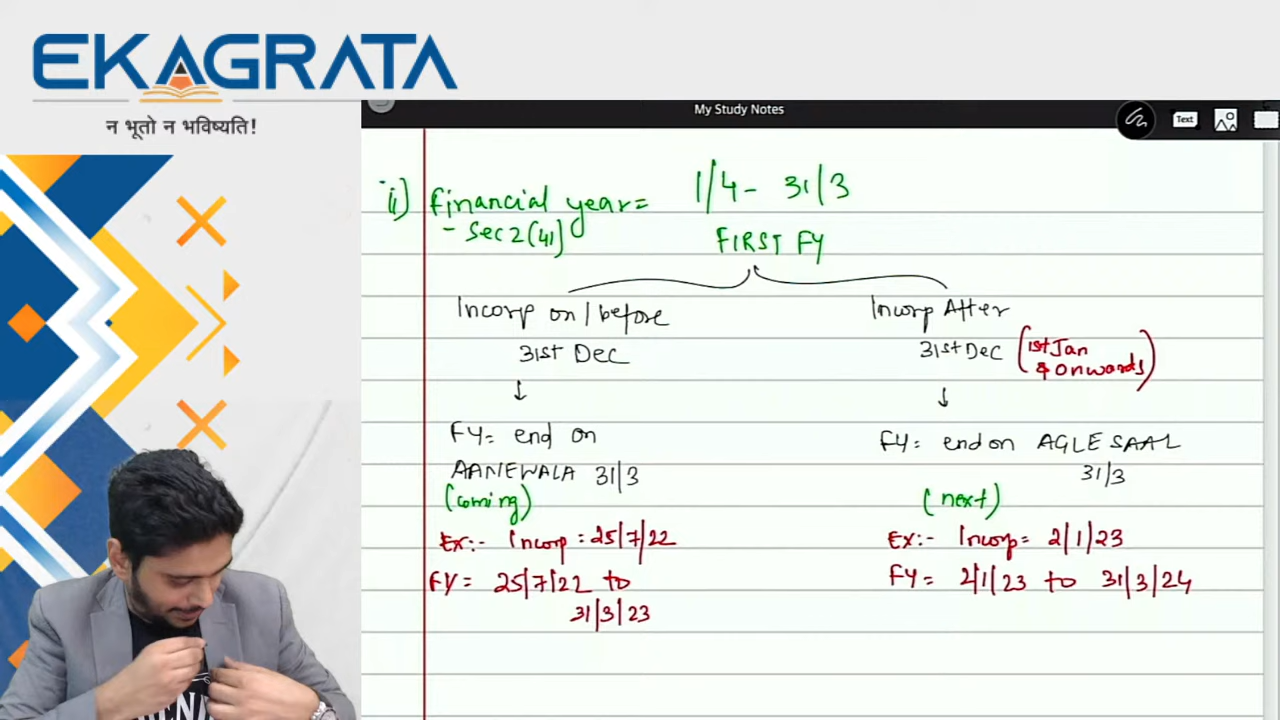 EKAGRATA
न भूतो न भविष्यति!
My Study Notes
Text
ii) Financial year = 1/4 - 31/3
- Sec 2(41)
FIRST FY
Incorp on / before
31st Dec
↓
FY= end on
AANEWALA 31/3
(coming)
Ex:- Incorp = 25/7/22
FY = 25/7/22 to
31/3/23
Incorp After
31st Dec (1st Jan
& onwards)
↓
FY= end on AGLE SAAL
31/3
(next)
Ex:- Incorp = 2/1/23
FY = 2/1/23 to 31/3/24